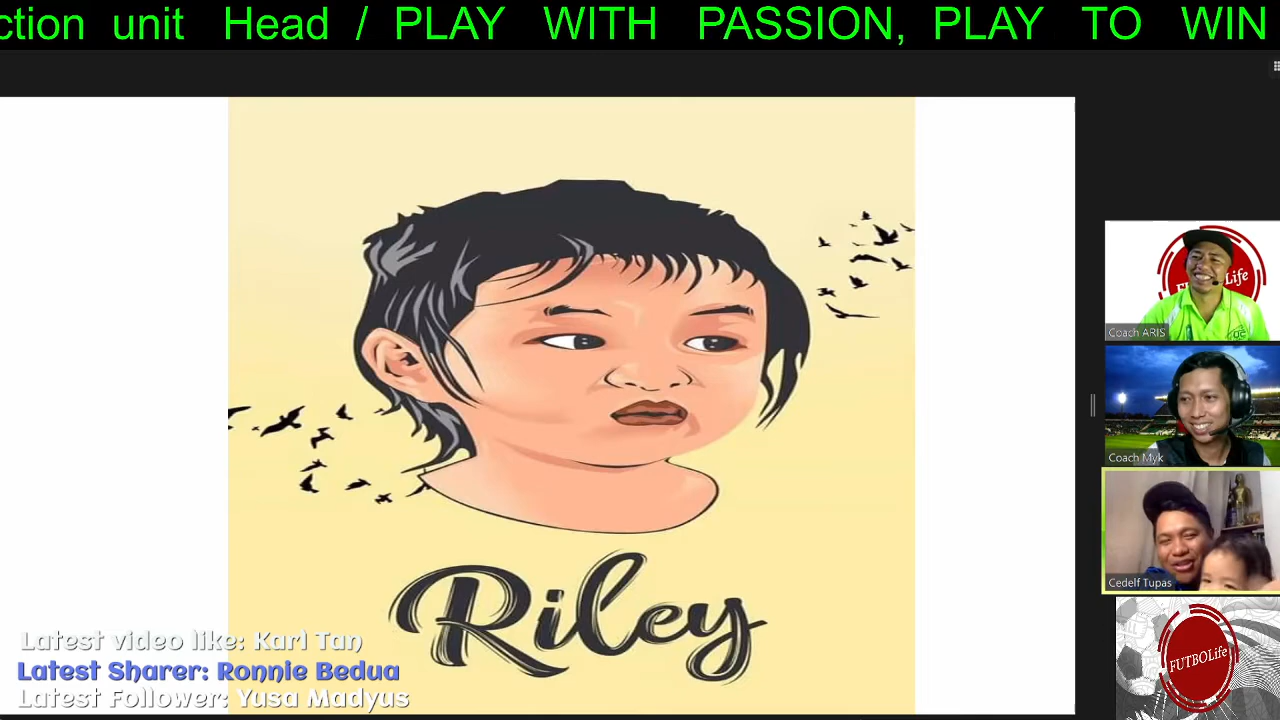 ction unit Head / PLAY WITH PASSION, PLAY TO WIN
Life
Coach ARIS
Coach Myk
Cedelf Tupas
Riley
Latest video like: Karl Tan
Latest Sharer: Ronnie Bedua
Latest Follower: Yusa Madyus
FUTBOLife